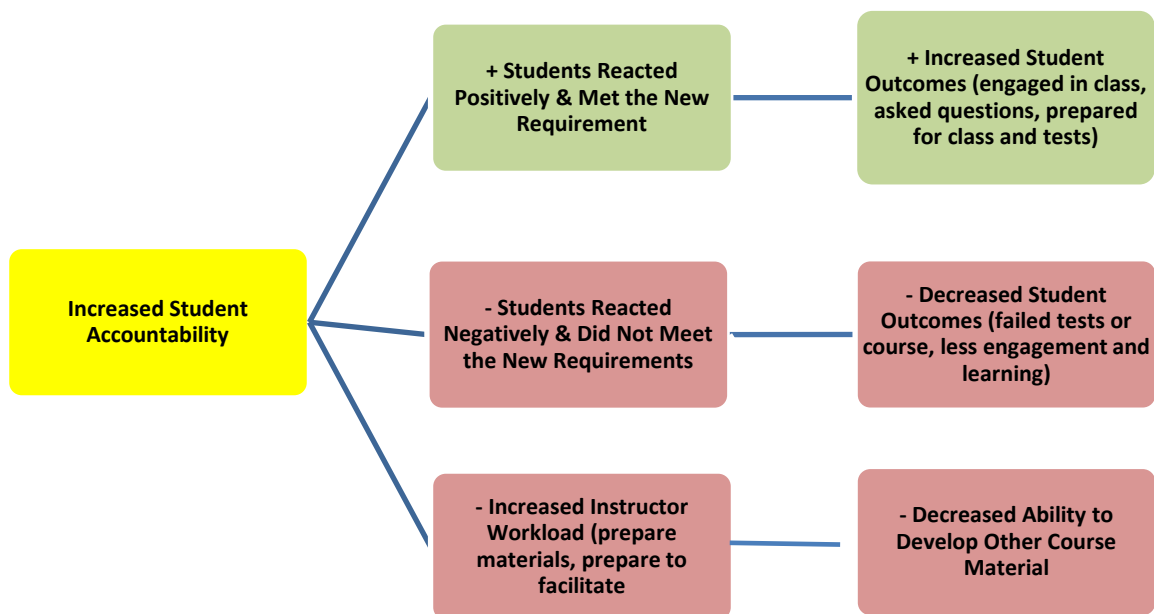 + Students Reacted
Positively & Met the New
Requirement
+ Increased Student
Outcomes (engaged in class,
asked questions, prepared
for class and tests)
Increased Student
Accountability
- Students Reacted
Negatively & Did Not Meet
the New Requirements
- Decreased Student
Outcomes (failed tests or
course, less engagement and
learning)
- Increased Instructor
Workload (prepare
materials, prepare to
facilitate
- Decreased Ability to
Develop Other Course
Material